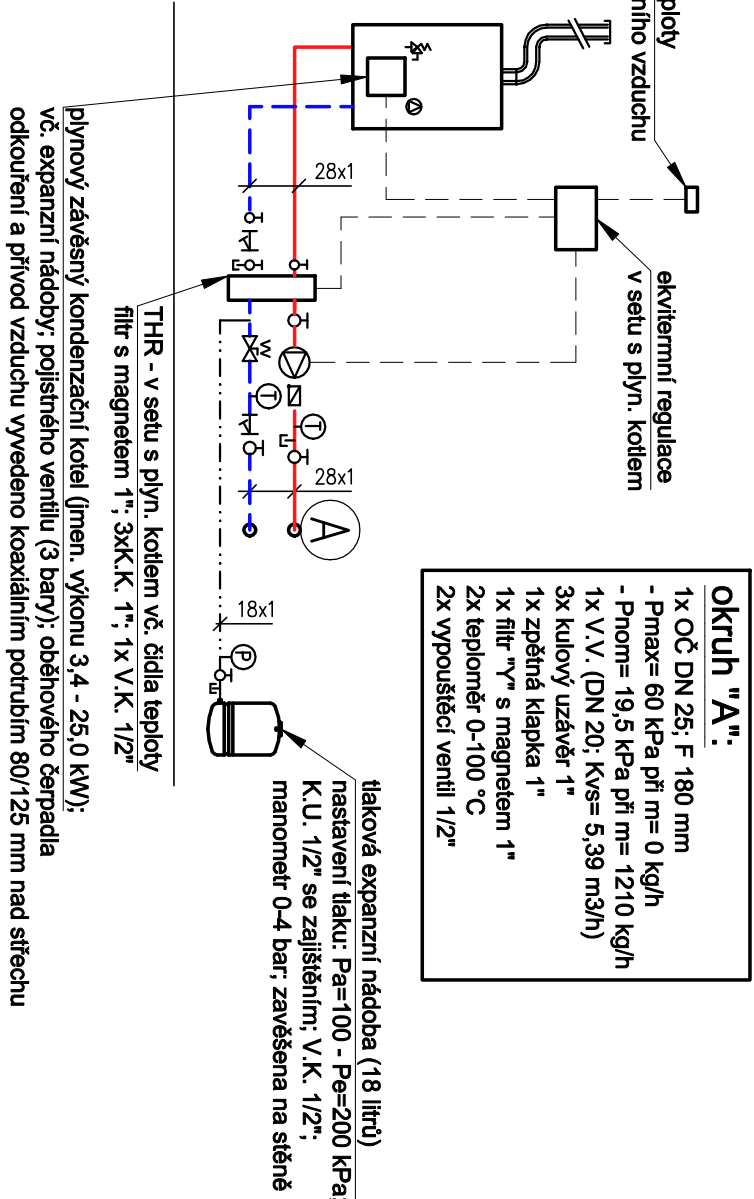 ploty
ního vzduchu
ekvitermní regulace
v setu s plyn. kotlem
okruh "A":
1x OČ DN 25; F 180 mm
- Pmax= 60 kPa při m= 0 kg/h
- Pnom= 19,5 kPa při m= 1210 kg/h
1x V.V. (DN 20; Kvs= 5,39 m3/h)
3x kulový uzávěr 1"
1x zpětná klapka 1"
1x filtr "Y" s magnetem 1"
2x teploměr 0-100 °C
2x vypouštěcí ventil 1/2"
28x1
28x1
T
T
A
18x1
P
tlaková expanzní nádoba (18 litrů)
nastavení tlaku: Pa=100 - Pe=200 kPa;
K.U. 1/2" se zajištěním; V.K. 1/2";
manometr 0-4 bar; zavěšena na stěně
THR - v setu s plyn. kotlem vč. čidla teploty
filtr s magnetem 1"; 3xK.K. 1"; 1x V.K. 1/2"
plynový závěsný kondenzační kotel (jmen. výkonu 3,4 - 25,0 kW);
vč. expanzní nádoby; pojistného ventilu (3 bary); oběhového čerpadla
odkouření a přívod vzduchu vyvedeno koaxiálním potrubím 80/125 mm nad střechu